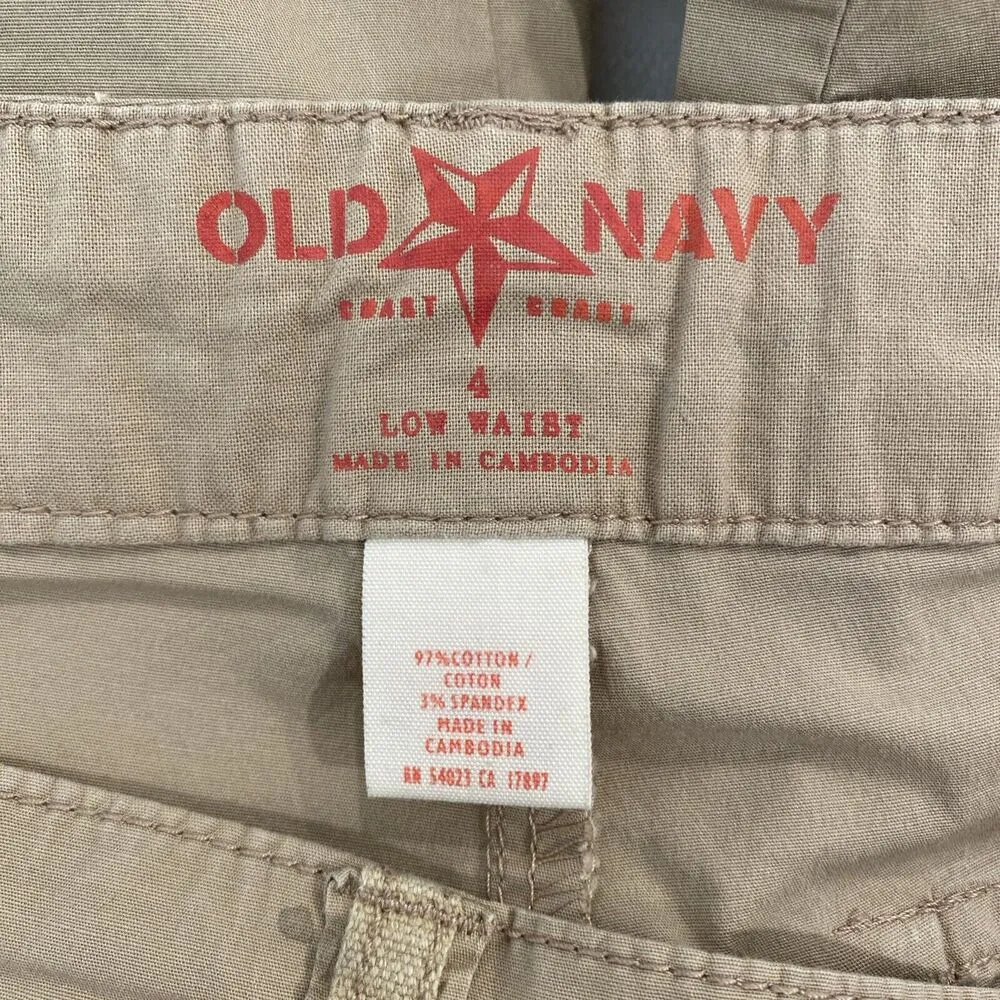 OLD NAVY
COAST COAST
4
LOW WAIST
MADE IN CAMBODIA
97%COTTON /
COTON
3% SPANDEX
MADE IN
CAMBODIA
RN 54023 CA 17897